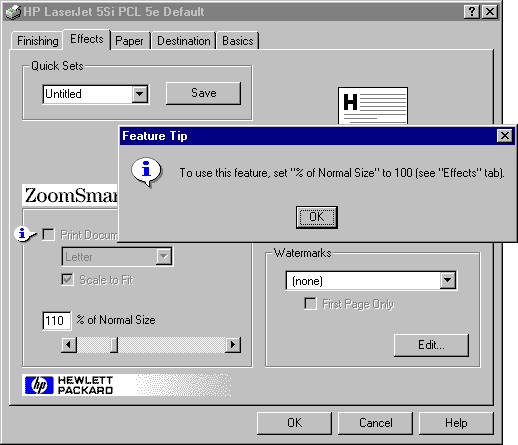 HP LaserJet 5Si PCL 5e Default
Finishing Effects Paper Destination Basics
Quick Sets
Untitled
Save
H
Feature Tip
To use this feature, set "% of Normal Size" to 100 (see "Effects" tab).
OK
ZoomSmar
Print Docum
Letter
Scale to Fit
110 % of Normal Size
Watermarks
(none)
First Page Only
Edit...
hp HEWLETT
PACKARD
OK Cancel Help